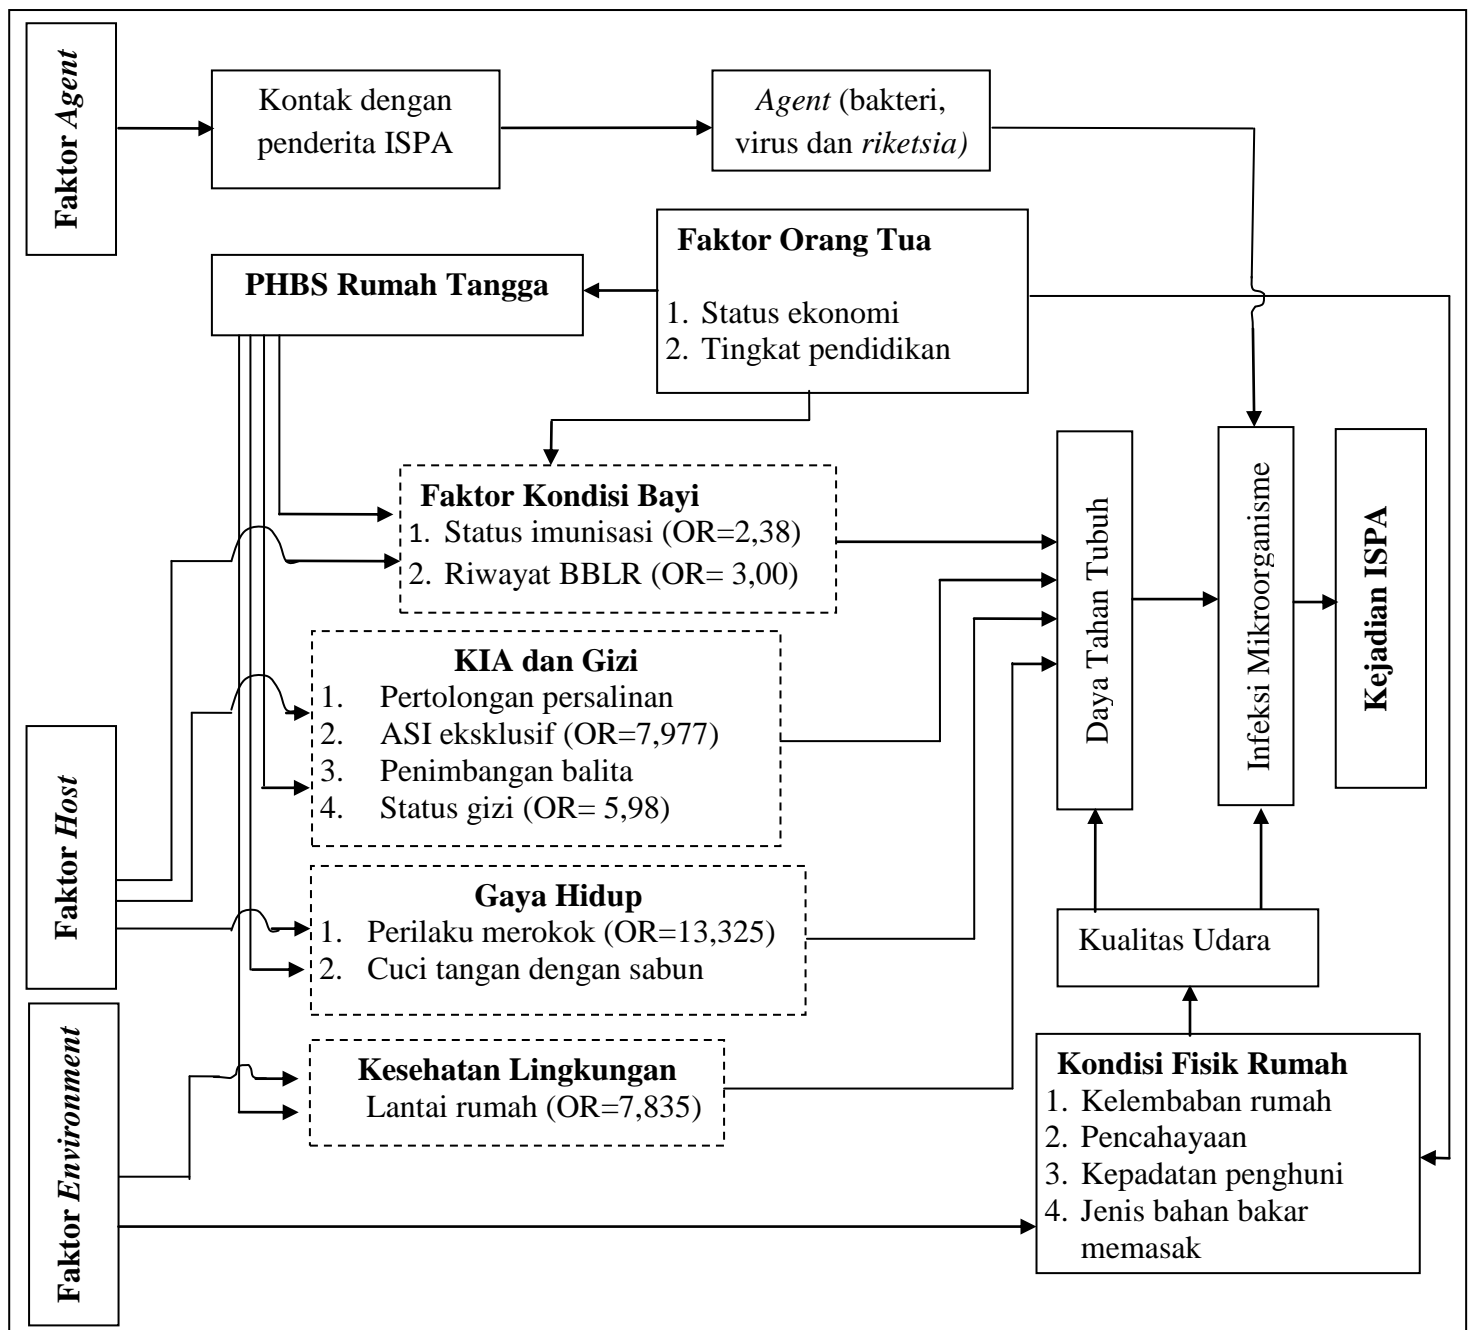 Faktor Agent
Kontak dengan
penderita ISPA
Agent (bakteri,
virus dan riketsia)
Faktor Orang Tua
1. Status ekonomi
2. Tingkat pendidikan
PHBS Rumah Tangga
Faktor Kondisi Bayi
1. Status imunisasi (OR=2,38)
2. Riwayat BBLR (OR= 3,00)
KIA dan Gizi
1. Pertolongan persalinan
2. ASI eksklusif (OR=7,977)
3. Penimbangan balita
4. Status gizi (OR= 5,98)
Faktor Host
Gaya Hidup
1. Perilaku merokok (OR=13,325)
2. Cuci tangan dengan sabun
Faktor Environment
Kesehatan Lingkungan
Lantai rumah (OR=7,835)
Daya Tahan Tubuh
Infeksi Mikroorganisme
Kejadian ISPA
Kualitas Udara
Kondisi Fisik Rumah
1. Kelembaban rumah
2. Pencahayaan
3. Kepadatan penghuni
4. Jenis bahan bakar
memasak